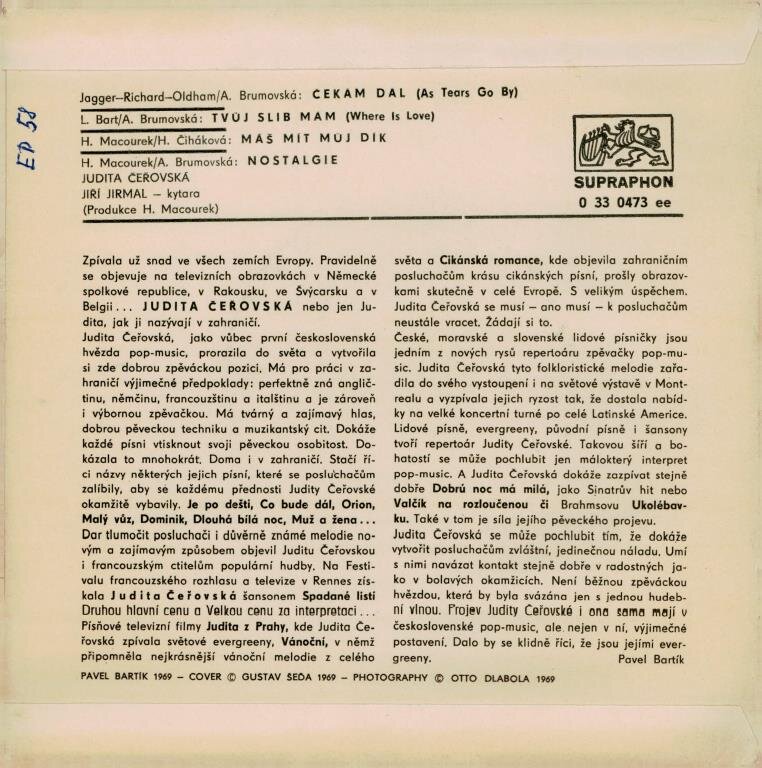 Jagger—Richard—Oldham/A. Brumovská: ČEKAM DAL (As Tears Go By)
L. Bart/A. Brumovská: TVŮJ SLIB MAM (Where Is Love)
H. Macourek/H. Čiháková: MÁŠ MÍT MŮJ DÍK
H. Macourek/A. Brumovská: NOSTALGIE
JUDITA ČEŘOVSKÁ
JIŘÍ JIRMAL — kytara
(Produkce H. Macourek)
EP 58
SUPRAPHON
0 33 0473 ee
Zpívala už snad ve všech zemích Evropy. Pravidelně
se objevuje na televizních obrazovkách v Německé
spolkové republice, v Rakousku, ve Švýcarsku a v
Belgii... JUDITA ČEŘOVSKÁ nebo jen Ju-
dita, jak ji nazývají v zahraničí.
Judita Čeřovská, jako vůbec první československá
hvězda pop-music, prorazila do světa a vytvořila
si zde dobrou zpěváckou pozici. Má pro práci v za-
hraničí výjimečné předpoklady: perfektně zná anglič-
tinu, němčinu, francouzštinu a italštinu a je zároveň
i výbornou zpěvačkou. Má tvárný a zajímavý hlas,
dobrou pěveckou techniku a muzikantský cit. Dokáže
každé písni vtisknout svoji pěveckou osobitost. Do-
kázala to mnohokrát. Doma i v zahraničí. Stačí ří-
ci názvy některých jejich písní, které se posluchačům
zalíbily, aby se každému přednosti Judity Čeřovské
okamžitě vybavily. Je po dešti, Co bude dál, Orion,
Malý vůz, Dominik, Dlouhá bílá noc, Muž a žena...
Dar tlumočit posluchači i důvěrně známé melodie no-
vým a zajímavým způsobem objevil Juditu Čeřovskou
i francouzským ctitelům populární hudby. Na Festi-
valu francouzského rozhlasu a televize v Rennes zís-
kala Judita Čeřovská šansonem Spadané listí
Druhou hlavní cenu a Velkou cenu za interpretaci...
Písňové televizní filmy Judita z Prahy, kde Judita Če-
řovská zpívala světové evergreeny, Vánoční, v němž
připomněla nejkrásnější vánoční melodie z celého
světa a Cikánská romance, kde objevila zahraničním
posluchačům krásu cikánských písní, prošly obrazov-
kami skutečně v celé Evropě. S velikým úspěchem.
Judita Čeřovská se musí — ano musí — k posluchačům
neustále vracet. Žádají si to.
České, moravské a slovenské lidové písničky jsou
jedním z nových rysů repertoáru zpěvačky pop-mu-
sic. Judita Čeřovská tyto folkloristické melodie zařa-
dila do svého vystoupení i na světové výstavě v Mont-
realu a vyzpívala jejich ryzost tak, že dostala nabíd-
ky na velké koncertní turné po celé Latinské Americe.
Lidové písně, evergreeny, původní písně i šansony
tvoří repertoár Judity Čeřovské. Takovou šíří a bo-
hatostí se může pochlubit jen málokterý interpret
pop-music. A Judita Čeřovská dokáže zazpívat stejně
dobře Dobrú noc má milá, jako Sinatrův hit nebo
Valčík na rozloučenou či Brahmsovu Ukolébav-
ku. Také v tom je síla jejího pěveckého projevu.
Judita Čeřovská se může pochlubit tím, že dokáže
vytvořit posluchačům zvláštní, jedinečnou náladu. Umí
s nimi navázat kontakt stejně dobře v radostných ja-
ko v bolavých okamžicích. Není běžnou zpěváckou
hvězdou, která by byla svázána jen s jednou hudeb-
ní vlnou. Projev Judity Čeřovské i ona sama mají v
československé pop-music, ale nejen v ní, výjimečné
postavení. Dalo by se klidně říci, že jsou jejími ever-
greeny.
Pavel Bartík
PAVEL BARTÍK 1969 — COVER © GUSTAV ŠEDA 1969 — PHOTOGRAPHY © OTTO DLABOLA 1969